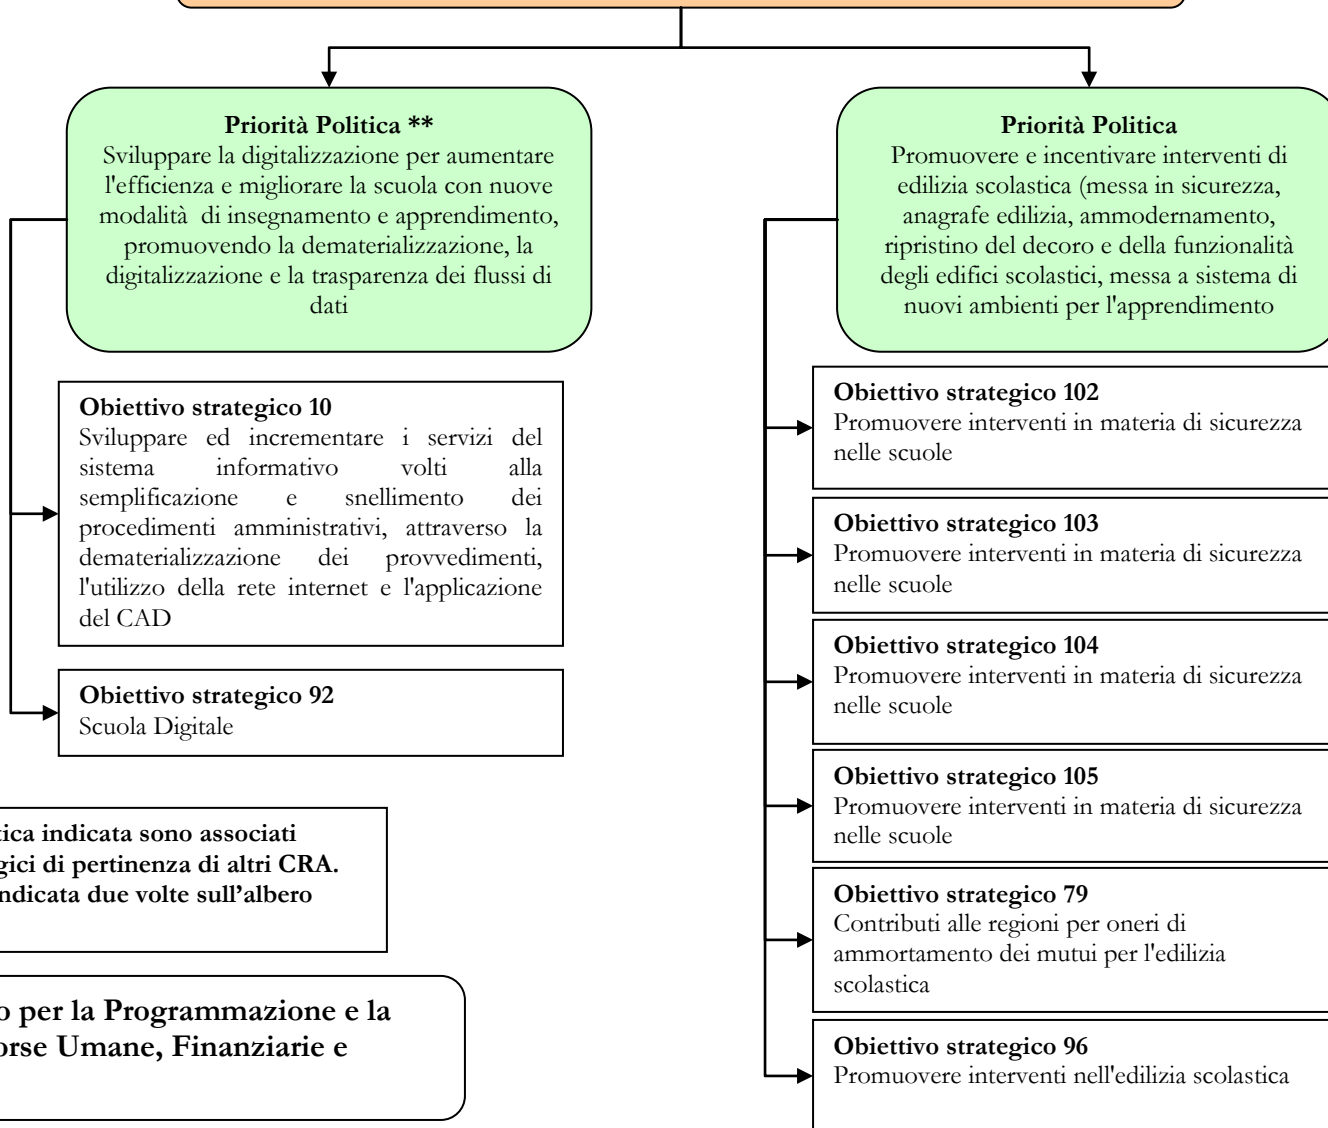 Priorità Politica **
Sviluppare la digitalizzazione per aumentare
l'efficienza e migliorare la scuola con nuove
modalità di insegnamento e apprendimento,
promuovendo la dematerializzazione, la
digitalizzazione e la trasparenza dei flussi di
dati
Obiettivo strategico 10
Sviluppare ed incrementare i servizi del
sistema informativo volti alla
semplificazione e snellimento dei
procedimenti amministrativi, attraverso la
dematerializzazione dei provvedimenti,
l'utilizzo della rete internet e l'applicazione
del CAD
Obiettivo strategico 92
Scuola Digitale
tica indicata sono associati
gici di pertinenza di altri CRA.
ndicata due volte sull’albero
o per la Programmazione e la
orse Umane, Finanziarie e
Priorità Politica
Promuovere e incentivare interventi di
edilizia scolastica (messa in sicurezza,
anagrafe edilizia, ammodernamento,
ripristino del decoro e della funzionalità
degli edifici scolastici, messa a sistema di
nuovi ambienti per l'apprendimento
Obiettivo strategico 102
Promuovere interventi in materia di sicurezza
nelle scuole
Obiettivo strategico 103
Promuovere interventi in materia di sicurezza
nelle scuole
Obiettivo strategico 104
Promuovere interventi in materia di sicurezza
nelle scuole
Obiettivo strategico 105
Promuovere interventi in materia di sicurezza
nelle scuole
Obiettivo strategico 79
Contributi alle regioni per oneri di
ammortamento dei mutui per l'edilizia
scolastica
Obiettivo strategico 96
Promuovere interventi nell'edilizia scolastica